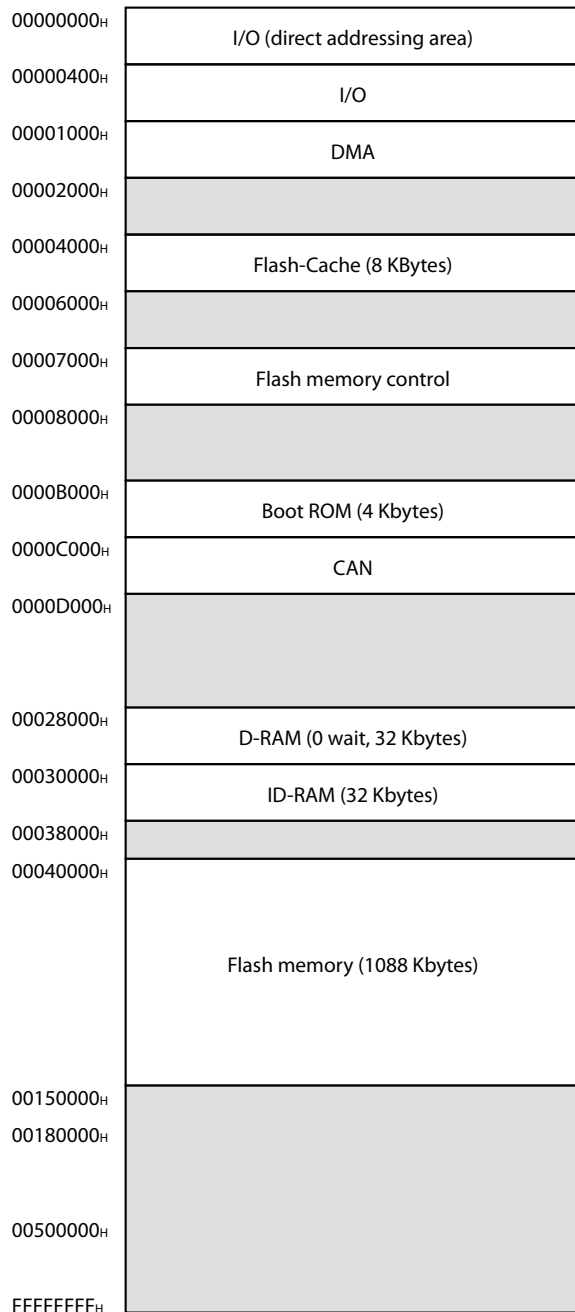 00000000H
I/O (direct addressing area)
00000400H
I/O
00001000H
DMA
00002000H
00004000H
Flash-Cache (8 KBytes)
00006000H
00007000H
Flash memory control
00008000H
0000B000H
Boot ROM (4 Kbytes)
0000C000H
CAN
0000D000H
00028000H
D-RAM (0 wait, 32 Kbytes)
00030000H
ID-RAM (32 Kbytes)
00038000H
00040000H
Flash memory (1088 Kbytes)
00150000H
00180000H
00500000H
FFFFFFFFH